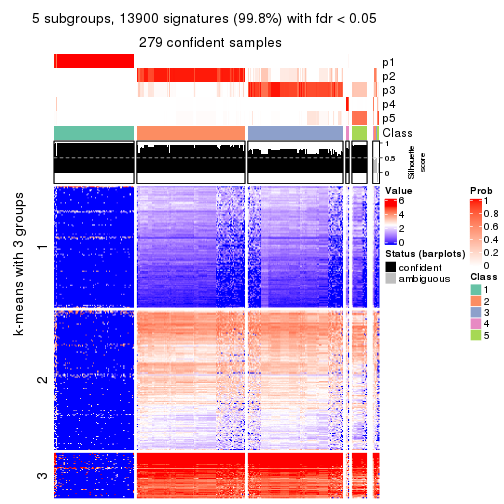 5 subgroups, 13900 signatures (99.8%) with fdr < 0.05
279 confident samples
p1
p2
p3
p4
p5
Class
1
0.5
0
Silhouette
score
k-means with 3 groups
1
2
3
Value
6
4
2
0
Status (barplots)
confident
ambiguous
Prob
1
0.8
0.6
0.4
0.2
0
Class
1
2
3
4
5